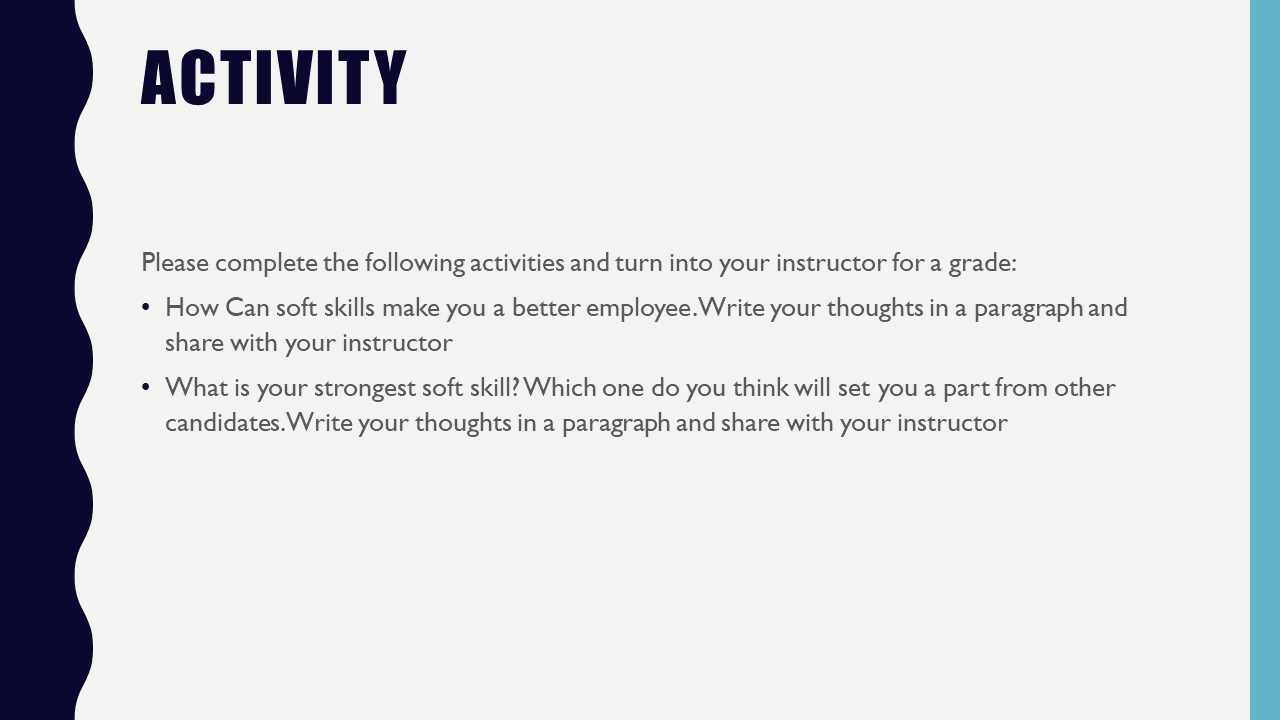 ACTIVITY
Please complete the following activities and turn into your instructor for a grade:
• How Can soft skills make you a better employee. Write your thoughts in a paragraph and
share with your instructor
• What is your strongest soft skill? Which one do you think will set you a part from other
candidates. Write your thoughts in a paragraph and share with your instructor